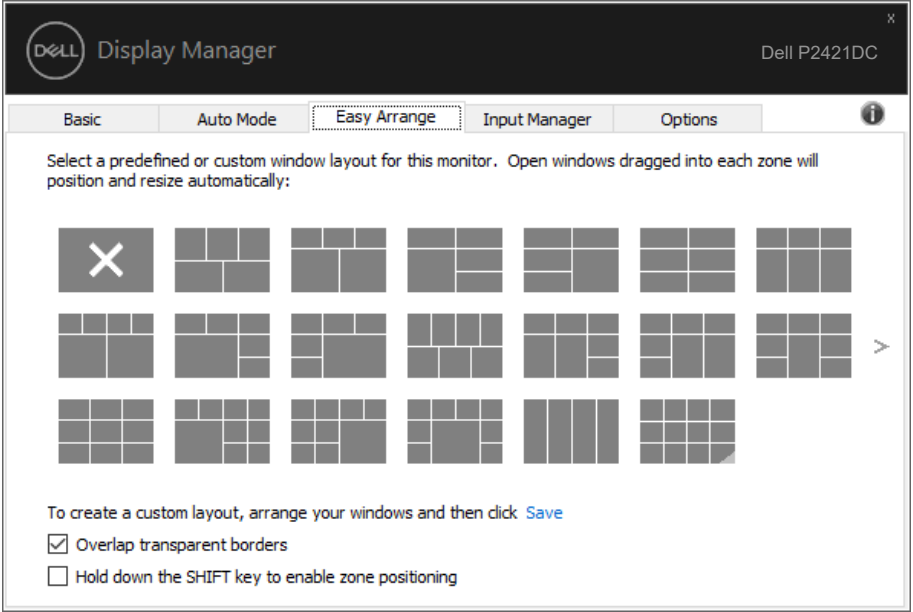 x
DELL Display Manager
Dell P2421DC
Basic Auto Mode Easy Arrange Input Manager Options
i
Select a predefined or custom window layout for this monitor. Open windows dragged into each zone will
position and resize automatically:
>
To create a custom layout, arrange your windows and then click Save
Overlap transparent borders
Hold down the SHIFT key to enable zone positioning